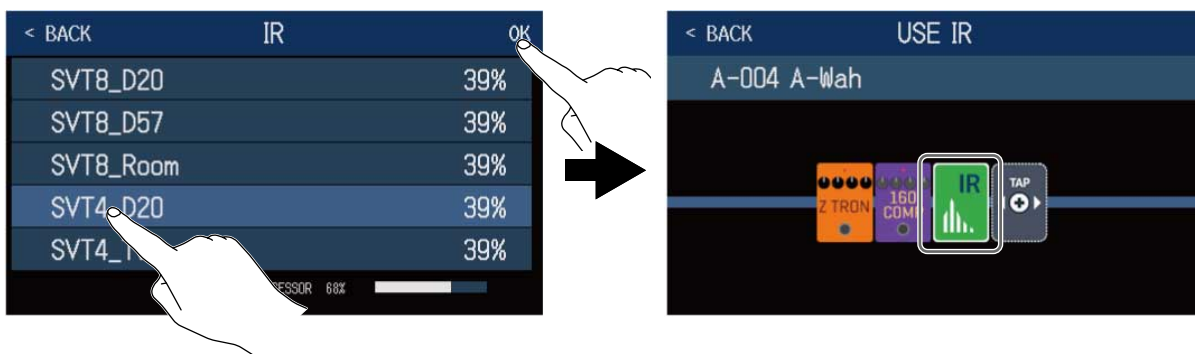 < BACK IR OK
SVT8_D20 39%
SVT8_D57 39%
SVT8_Room 39%
SVT4_D20 39%
SVT4_ 39%
68%
< BACK USE IR
A-004 A-Wah
Z TRON
160
COMP
IR
TAP